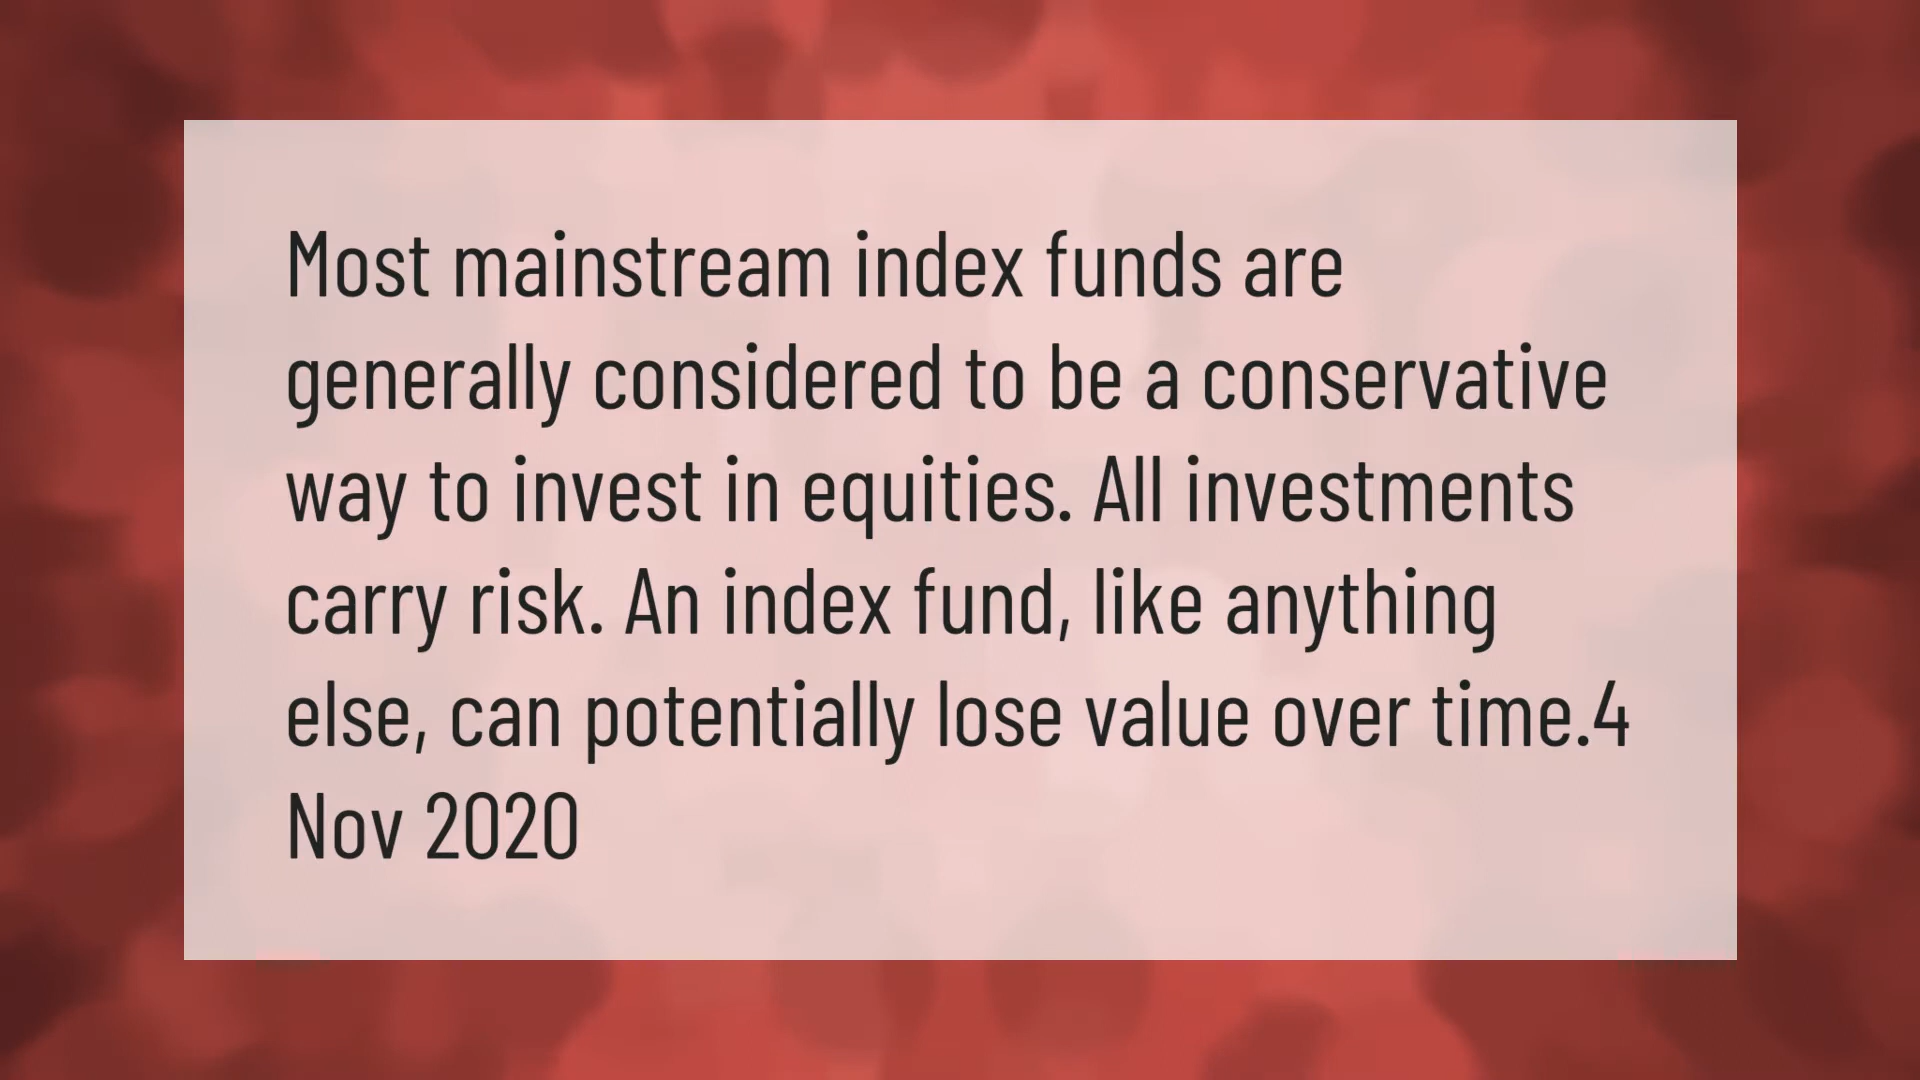 Most mainstream index funds are
generally considered to be a conservative
way to invest in equities. All investments
carry risk. An index fund, like anything
else, can potentially lose value over time.4
Nov 2020